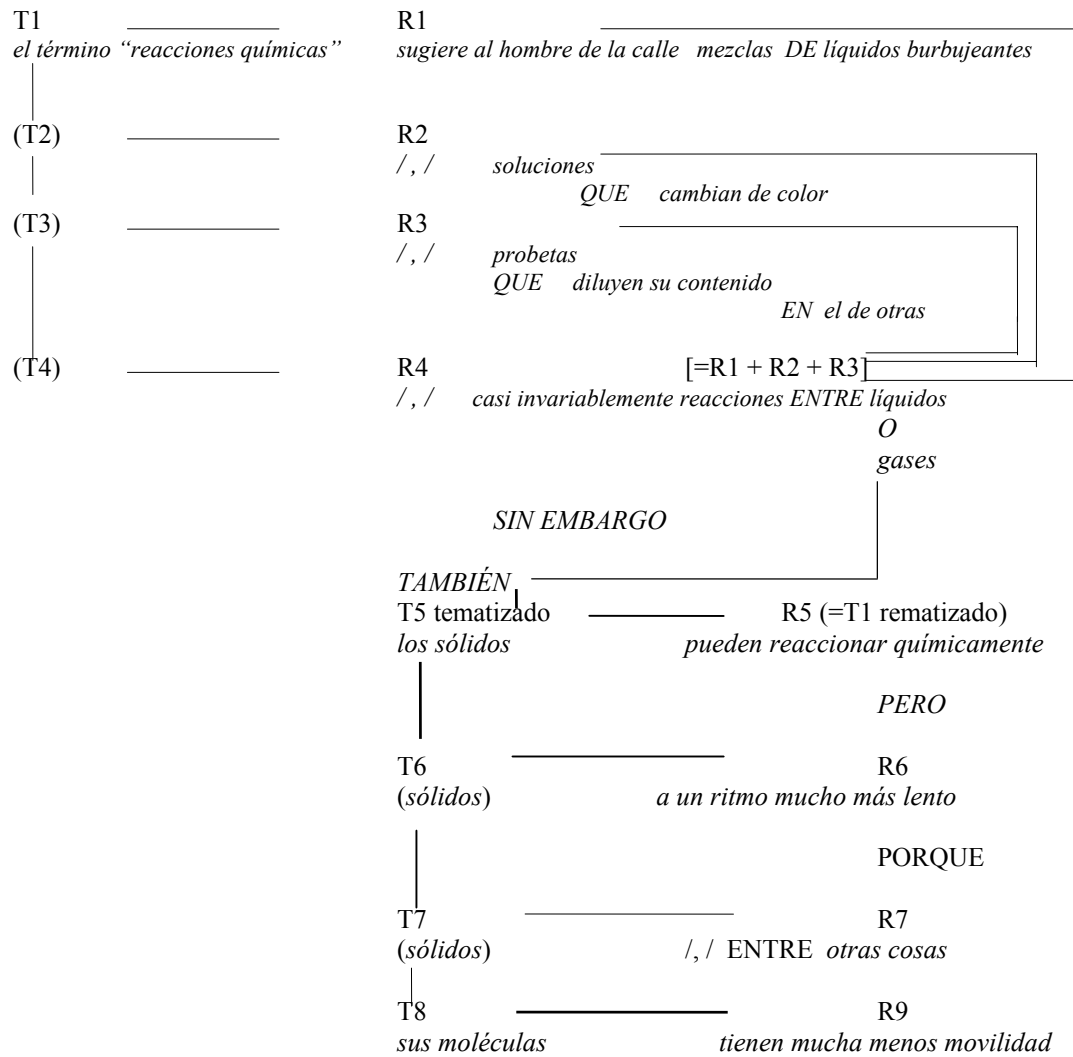 T1 R1
el término “reacciones químicas” sugiere al hombre de la calle mezclas DE líquidos burbujeantes
(T2) R2
/ , / soluciones
QUE cambian de color
(T3) R3
/ , / probetas
QUE diluyen su contenido
EN el de otras
(T4) R4 [=R1 + R2 + R3]
/ , / casi invariablemente reacciones ENTRE líquidos
O
gases
SIN EMBARGO
TAMBIÉN
T5 tematizado R5 (=T1 rematizado)
los sólidos pueden reaccionar químicamente
PERO
T6 R6
(sólidos) a un ritmo mucho más lento
PORQUE
T7 R7
(sólidos) /, / ENTRE otras cosas
T8 R9
sus moléculas tienen mucha menos movilidad